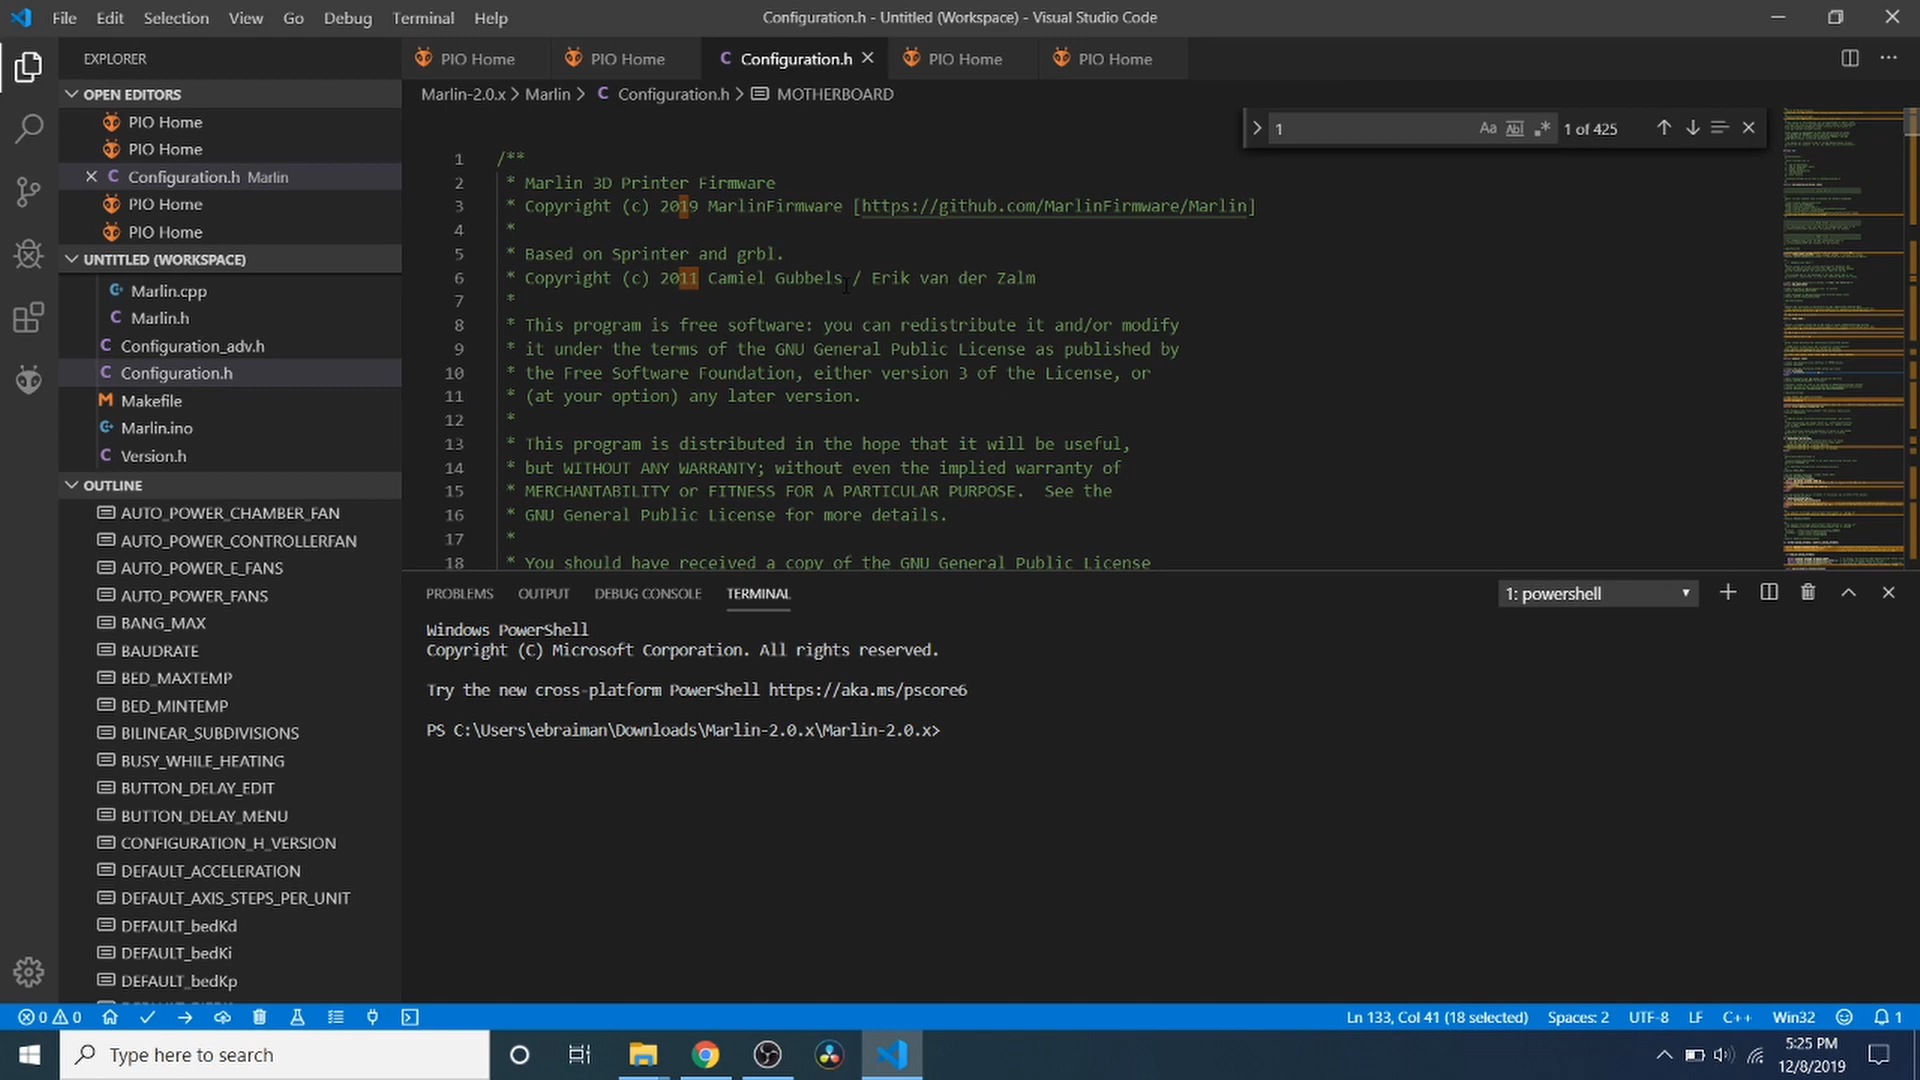 File Edit Selection View Go Debug Terminal Help
Configuration.h - Untitled (Workspace) - Visual Studio Code
EXPLORER
PIO Home
PIO Home
Configuration.h
PIO Home
PIO Home
OPEN EDITORS
PIO Home
PIO Home
Configuration.h Marlin
PIO Home
PIO Home
UNTITLED (WORKSPACE)
Marlin.cpp
Marlin.h
Configuration_adv.h
Configuration.h
Makefile
Marlin.ino
Version.h
OUTLINE
AUTO_POWER_CHAMBER_FAN
AUTO_POWER_CONTROLLERFAN
AUTO_POWER_E_FANS
AUTO_POWER_FANS
BANG_MAX
BAUDRATE
BED_MAXTEMP
BED_MINTEMP
BILINEAR_SUBDIVISIONS
BUSY_WHILE_HEATING
BUTTON_DELAY_EDIT
BUTTON_DELAY_MENU
CONFIGURATION_H_VERSION
DEFAULT_ACCELERATION
DEFAULT_AXIS_STEPS_PER_UNIT
DEFAULT_bedKd
DEFAULT_bedKi
DEFAULT_bedKp
Marlin-2.0.x > Marlin > C Configuration.h > MOTHERBOARD
1 Aa Abl .* 1 of 425
1 /**
2 * Marlin 3D Printer Firmware
3 * Copyright (c) 2019 MarlinFirmware [https://github.com/MarlinFirmware/Marlin]
4 *
5 * Based on Sprinter and grbl.
6 * Copyright (c) 2011 Camiel Gubbels / Erik van der Zalm
7 *
8 * This program is free software: you can redistribute it and/or modify
9 * it under the terms of the GNU General Public License as published by
10 * the Free Software Foundation, either version 3 of the License, or
11 * (at your option) any later version.
12 *
13 * This program is distributed in the hope that it will be useful,
14 * but WITHOUT ANY WARRANTY; without even the implied warranty of
15 * MERCHANTABILITY or FITNESS FOR A PARTICULAR PURPOSE.  See the
16 * GNU General Public License for more details.
17 *
18 * You should have received a copy of the GNU General Public License
PROBLEMS OUTPUT DEBUG CONSOLE TERMINAL
1: powershell
Windows PowerShell
Copyright (C) Microsoft Corporation. All rights reserved.
Try the new cross-platform PowerShell https://aka.ms/pscore6
PS C:\Users\ebraiman\Downloads\Marlin-2.0.x\Marlin-2.0.x>
0 0
Ln 133, Col 41 (18 selected) Spaces: 2 UTF-8 LF C++ Win32 1
Type here to search
5:25 PM
12/8/2019